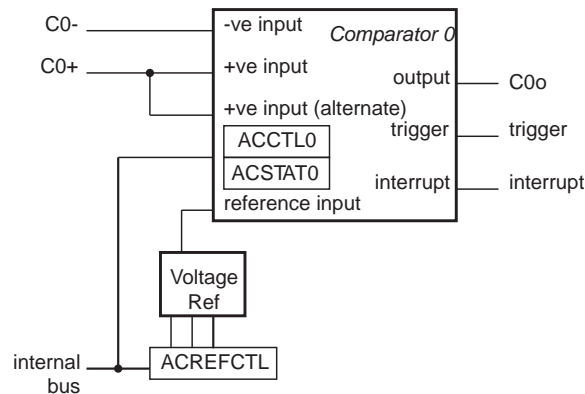 C0-
-ve input
Comparator 0
C0+
+ve input
output
C0o
+ve input (alternate)
trigger
trigger
ACCTL0
ACSTAT0
interrupt
interrupt
reference input
Voltage
Ref
internal
bus
ACREFCTL